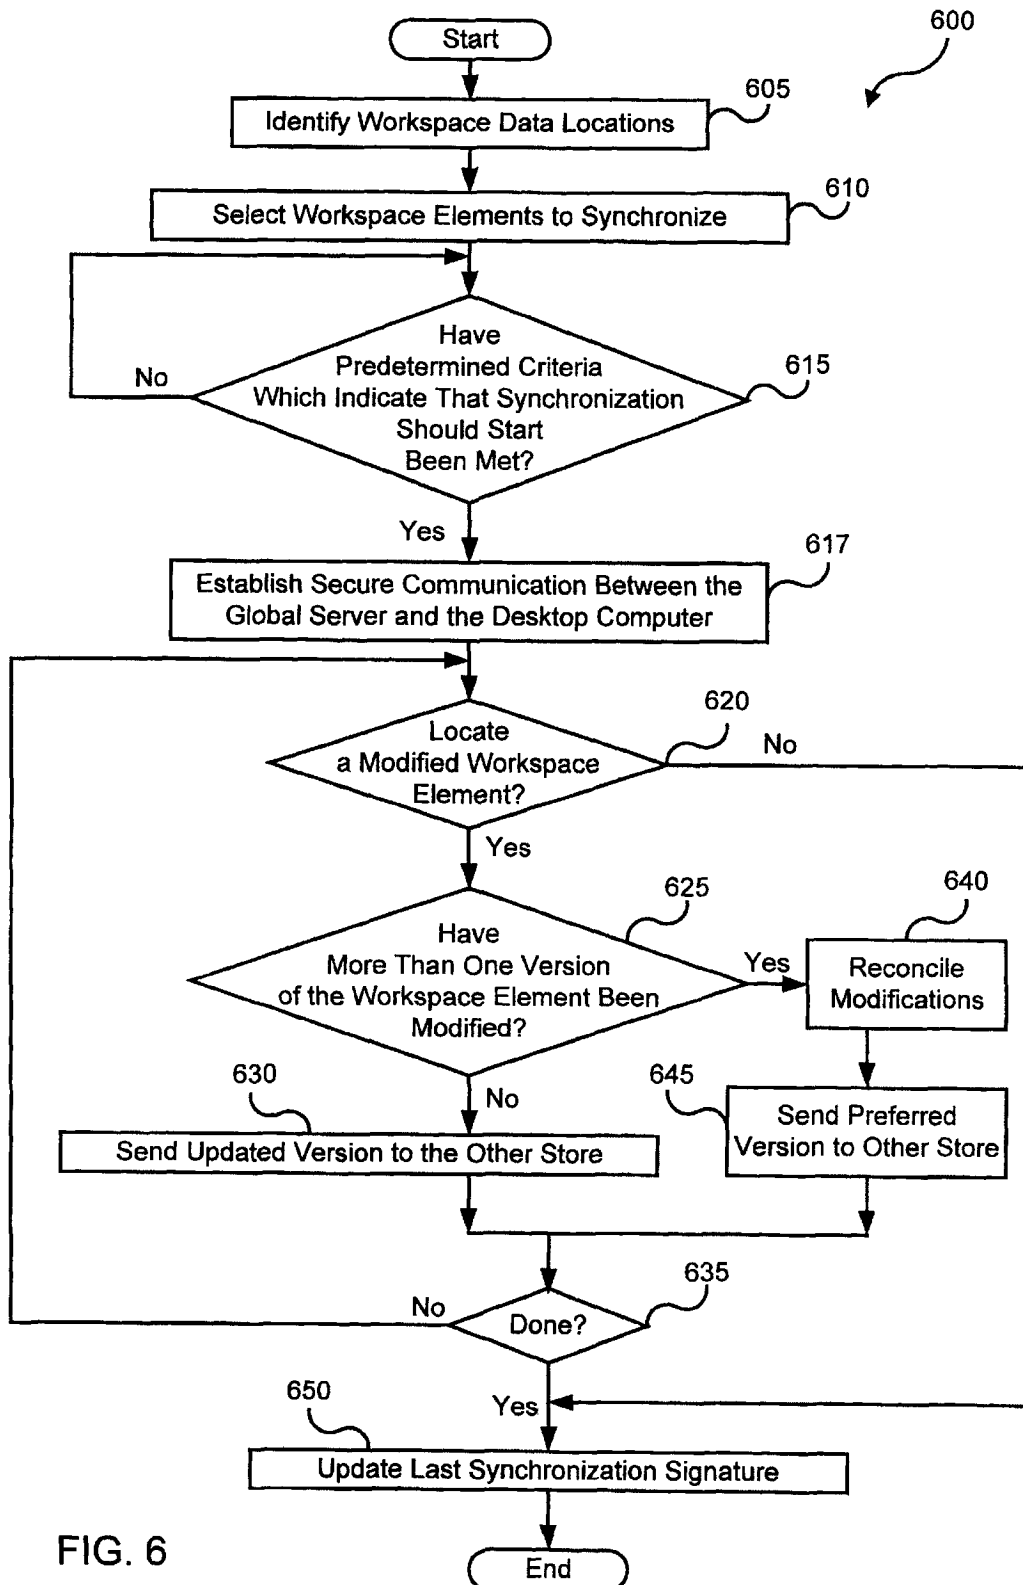 600
Start
605
Identify Workspace Data Locations
610
Select Workspace Elements to Synchronize
Have
Predetermined Criteria
Which Indicate That Synchronization
Should Start
Been Met?
615
No
Yes
617
Establish Secure Communication Between the
Global Server and the Desktop Computer
620
Locate
a Modified Workspace
Element?
No
Yes
625
640
Have
More Than One Version
of the Workspace Element Been
Modified?
Yes
Reconcile
Modifications
630
No
645
Send Updated Version to the Other Store
Send Preferred
Version to Other Store
635
No
Done?
650
Yes
Update Last Synchronization Signature
End
FIG. 6